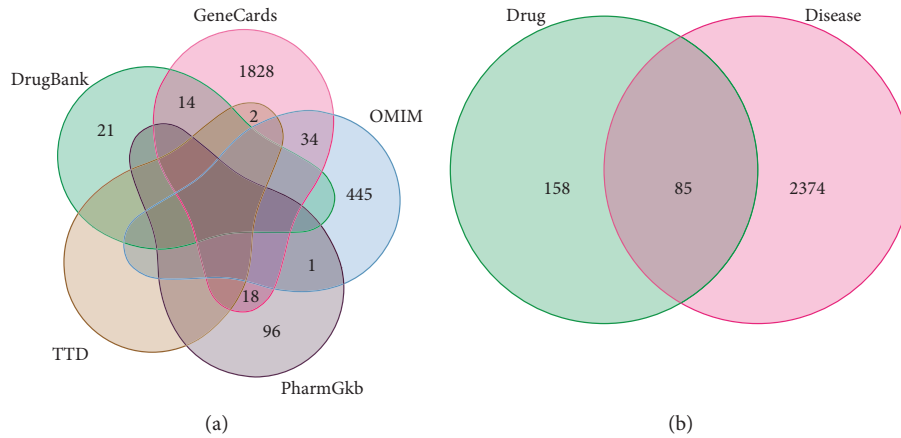 GeneCards
DrugBank
1828
14
2
OMIM
21
34
445
1
18
96
TTD
PharmGkb
(a)
Drug
Disease
158
85
2374
(b)